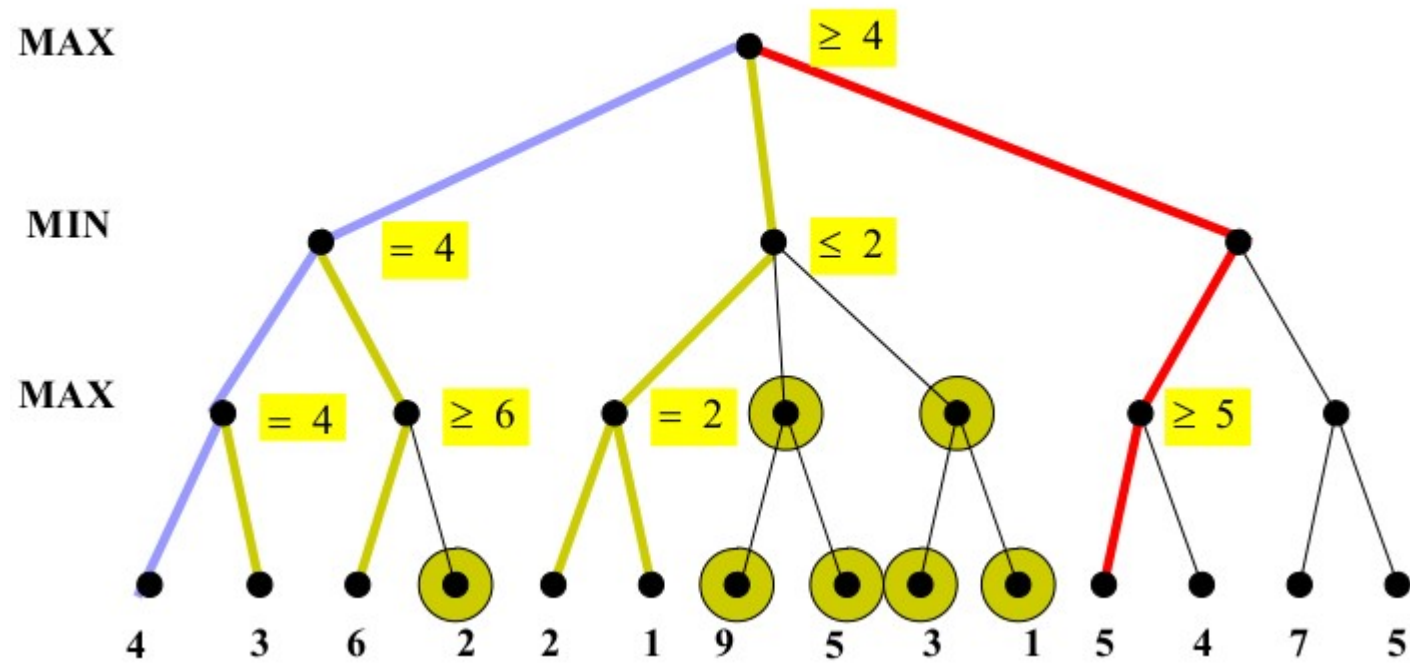 MAX
≥ 4
MIN
= 4
≤ 2
MAX
= 4
≥ 6
= 2
≥ 5
4 3 6 2 2 1 9 5 3 1 5 4 7 5